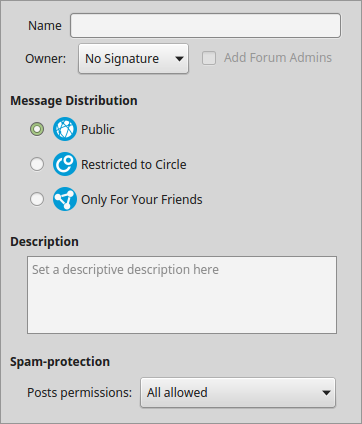 Name
Owner: No Signature Add Forum Admins
Message Distribution
Public
Restricted to Circle
Only For Your Friends
Description
Set a descriptive description here
Spam-protection
Posts permissions: All allowed